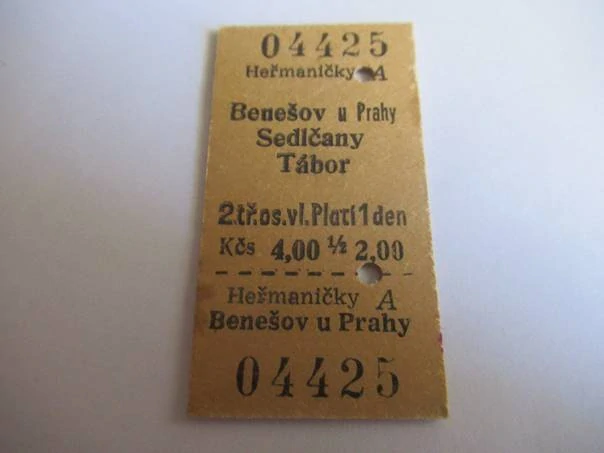 04425
Heřmaničky A
Benešov u Prahy
Sedlčany
Tábor
2.tř.os.vl.Platí 1 den
Kčs 4,00 ½ 2,00
Heřmaničky A
Benešov u Prahy
04425